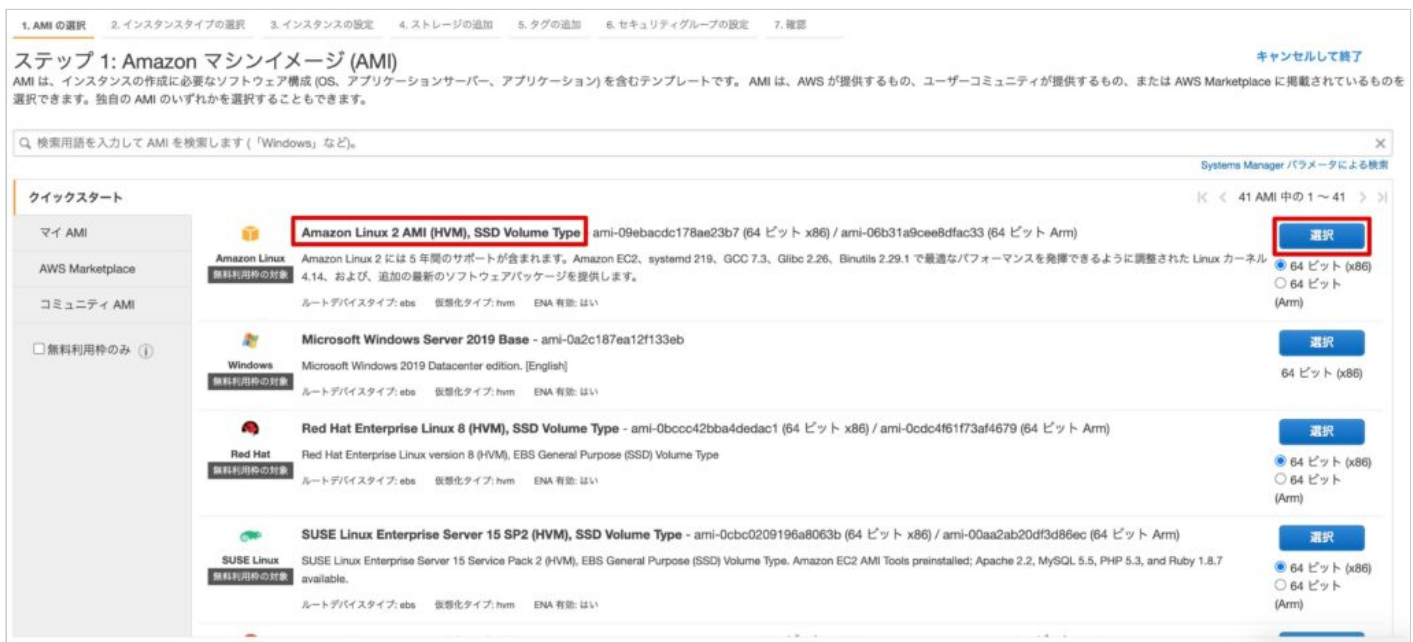 1. AMI の選択 2. インスタンスタイプの選択 3. インスタンスの設定 4. ストレージの追加 5. タグの追加 6. セキュリティグループの設定 7. 確認
ステップ 1: Amazon マシンイメージ (AMI)
キャンセルして終了
AMI は、インスタンスの作成に必要なソフトウェア構成 (OS、アプリケーションサーバー、アプリケーション) を含むテンプレートです。 AMI は、AWS が提供するもの、ユーザーコミュニティが提供するもの、または AWS Marketplace に掲載されているものを
選択できます。独自の AMI のいずれかを選択することもできます。
検索用語を入力して AMI を検索します (「Windows」など)。
Systems Manager パラメータによる検索
クイックスタート
41 AMI 中の 1 ~ 41
マイ AMI
AWS Marketplace
コミュニティ AMI
無料利用枠のみ
Amazon Linux
無料利用枠の対象
Amazon Linux 2 AMI (HVM), SSD Volume Type - ami-09ebacdc178ae23b7 (64 ビット x86) / ami-06b31a9cee8dfac33 (64 ビット Arm)
Amazon Linux 2 には 5 年間のサポートが含まれます。Amazon EC2、systemd 219、GCC 7.3、Glibc 2.26、Binutils 2.29.1 で最適なパフォーマンスを発揮できるように調整された Linux カーネル
4.14、および、追加の最新のソフトウェアパッケージを提供します。
ルートデバイスタイプ: ebs 仮想化タイプ: hvm ENA 有効: はい
選択
64 ビット (x86)
64 ビット
(Arm)
Windows
無料利用枠の対象
Microsoft Windows Server 2019 Base - ami-0a2c187ea12f133eb
Microsoft Windows 2019 Datacenter edition. [English]
ルートデバイスタイプ: ebs 仮想化タイプ: hvm ENA 有効: はい
選択
64 ビット (x86)
Red Hat
無料利用枠の対象
Red Hat Enterprise Linux 8 (HVM), SSD Volume Type - ami-0bccc42bba4dedac1 (64 ビット x86) / ami-0cdc4f61f73af4679 (64 ビット Arm)
Red Hat Enterprise Linux version 8 (HVM), EBS General Purpose (SSD) Volume Type
ルートデバイスタイプ: ebs 仮想化タイプ: hvm ENA 有効: はい
選択
64 ビット (x86)
64 ビット
(Arm)
SUSE Linux
無料利用枠の対象
SUSE Linux Enterprise Server 15 SP2 (HVM), SSD Volume Type - ami-0cbc0209196a8063b (64 ビット x86) / ami-00aa2ab20df3d86ec (64 ビット Arm)
SUSE Linux Enterprise Server 15 Service Pack 2 (HVM), EBS General Purpose (SSD) Volume Type. Amazon EC2 AMI Tools preinstalled; Apache 2.2, MySQL 5.5, PHP 5.3, and Ruby 1.8.7
available.
ルートデバイスタイプ: ebs 仮想化タイプ: hvm ENA 有効: はい
選択
64 ビット (x86)
64 ビット
(Arm)